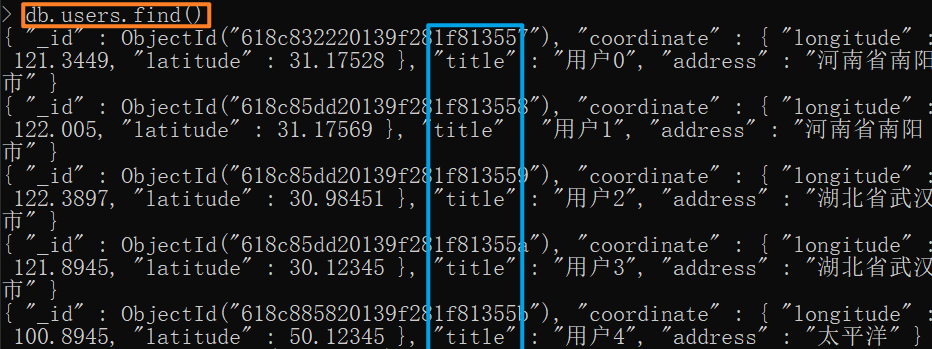 > db.users.find()
{ "_id" : ObjectId("618c832220139f281f813557"), "coordinate" : { "longitude" :
121.3449, "latitude" : 31.17528 }, "title" : "用户0", "address" : "河南省南阳
市" }
{ "_id" : ObjectId("618c85dd20139f281f813558"), "coordinate" : { "longitude" :
122.005, "latitude" : 31.17569 }, "title" : "用户1", "address" : "河南省南阳
市" }
{ "_id" : ObjectId("618c85dd20139f281f813559"), "coordinate" : { "longitude" :
122.3897, "latitude" : 30.98451 }, "title" : "用户2", "address" : "湖北省武汉
市" }
{ "_id" : ObjectId("618c85dd20139f281f81355a"), "coordinate" : { "longitude" :
121.8945, "latitude" : 30.12345 }, "title" : "用户3", "address" : "湖北省武汉
市" }
{ "_id" : ObjectId("618c885820139f281f81355b"), "coordinate" : { "longitude" :
100.8945, "latitude" : 50.12345 }, "title" : "用户4", "address" : "太平洋" }